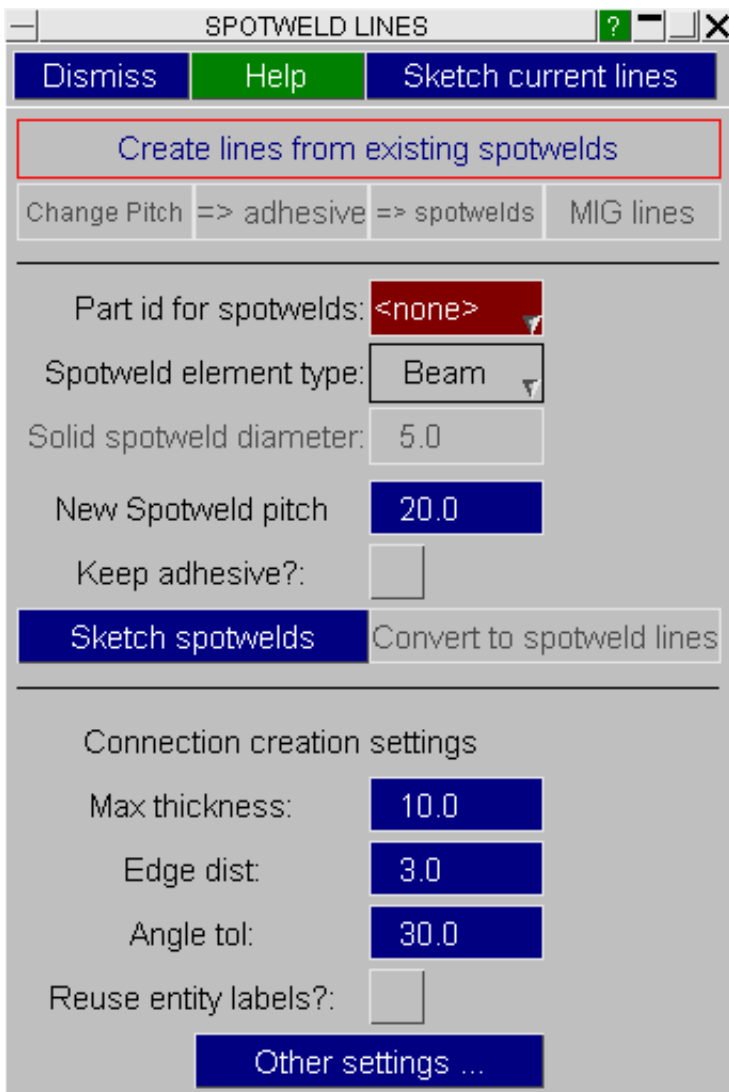 SPOTWELD LINES ?
Dismiss Help Sketch current lines
Create lines from existing spotwelds
Change Pitch => adhesive => spotwelds MIG lines
Part id for spotwelds: <none>
Spotweld element type: Beam
Solid spotweld diameter: 5.0
New Spotweld pitch 20.0
Keep adhesive?:
Sketch spotwelds Convert to spotweld lines
Connection creation settings
Max thickness: 10.0
Edge dist: 3.0
Angle tol: 30.0
Reuse entity labels?:
Other settings ...